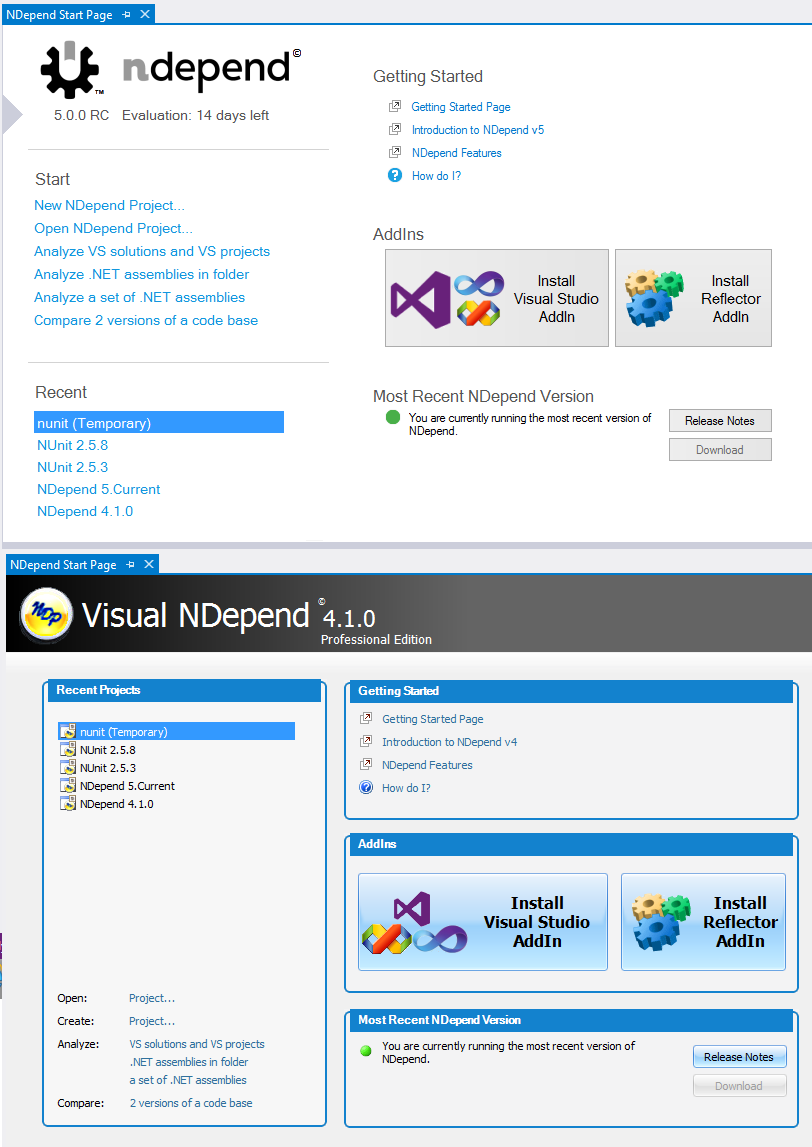 NDepend Start Page
ndepend©
™
5.0.0 RC Evaluation: 14 days left
Start
New NDepend Project...
Open NDepend Project...
Analyze VS solutions and VS projects
Analyze .NET assemblies in folder
Analyze a set of .NET assemblies
Compare 2 versions of a code base
Recent
nunit (Temporary)
NUnit 2.5.8
NUnit 2.5.3
NDepend 5.Current
NDepend 4.1.0
Getting Started
Getting Started Page
Introduction to NDepend v5
NDepend Features
? How do I?
AddIns
Install
Visual Studio
AddIn
Install
Reflector
AddIn
Most Recent NDepend Version
You are currently running the most recent version of
NDepend.
Release Notes
Download
NDepend Start Page
NDp
Visual NDepend © 4.1.0
Professional Edition
Recent Projects
nunit (Temporary)
NUnit 2.5.8
NUnit 2.5.3
NDepend 5.Current
NDepend 4.1.0
Open: Project...
Create: Project...
Analyze: VS solutions and VS projects
.NET assemblies in folder
a set of .NET assemblies
Compare: 2 versions of a code base
Getting Started
Getting Started Page
Introduction to NDepend v4
NDepend Features
? How do I?
AddIns
Install
Visual Studio
AddIn
Install
Reflector
AddIn
Most Recent NDepend Version
You are currently running the most recent version of
NDepend.
Release Notes
Download